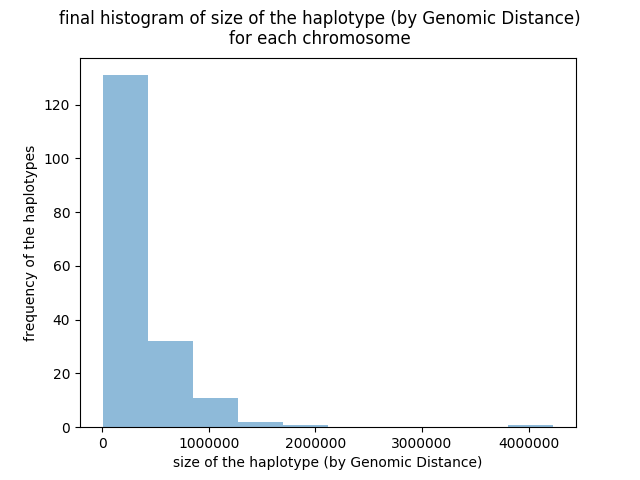 final histogram of size of the haplotype (by Genomic Distance)
for each chromosome
frequency of the haplotypes
120
100
80
60
40
20
0
0 1000000 2000000 3000000 4000000
size of the haplotype (by Genomic Distance)